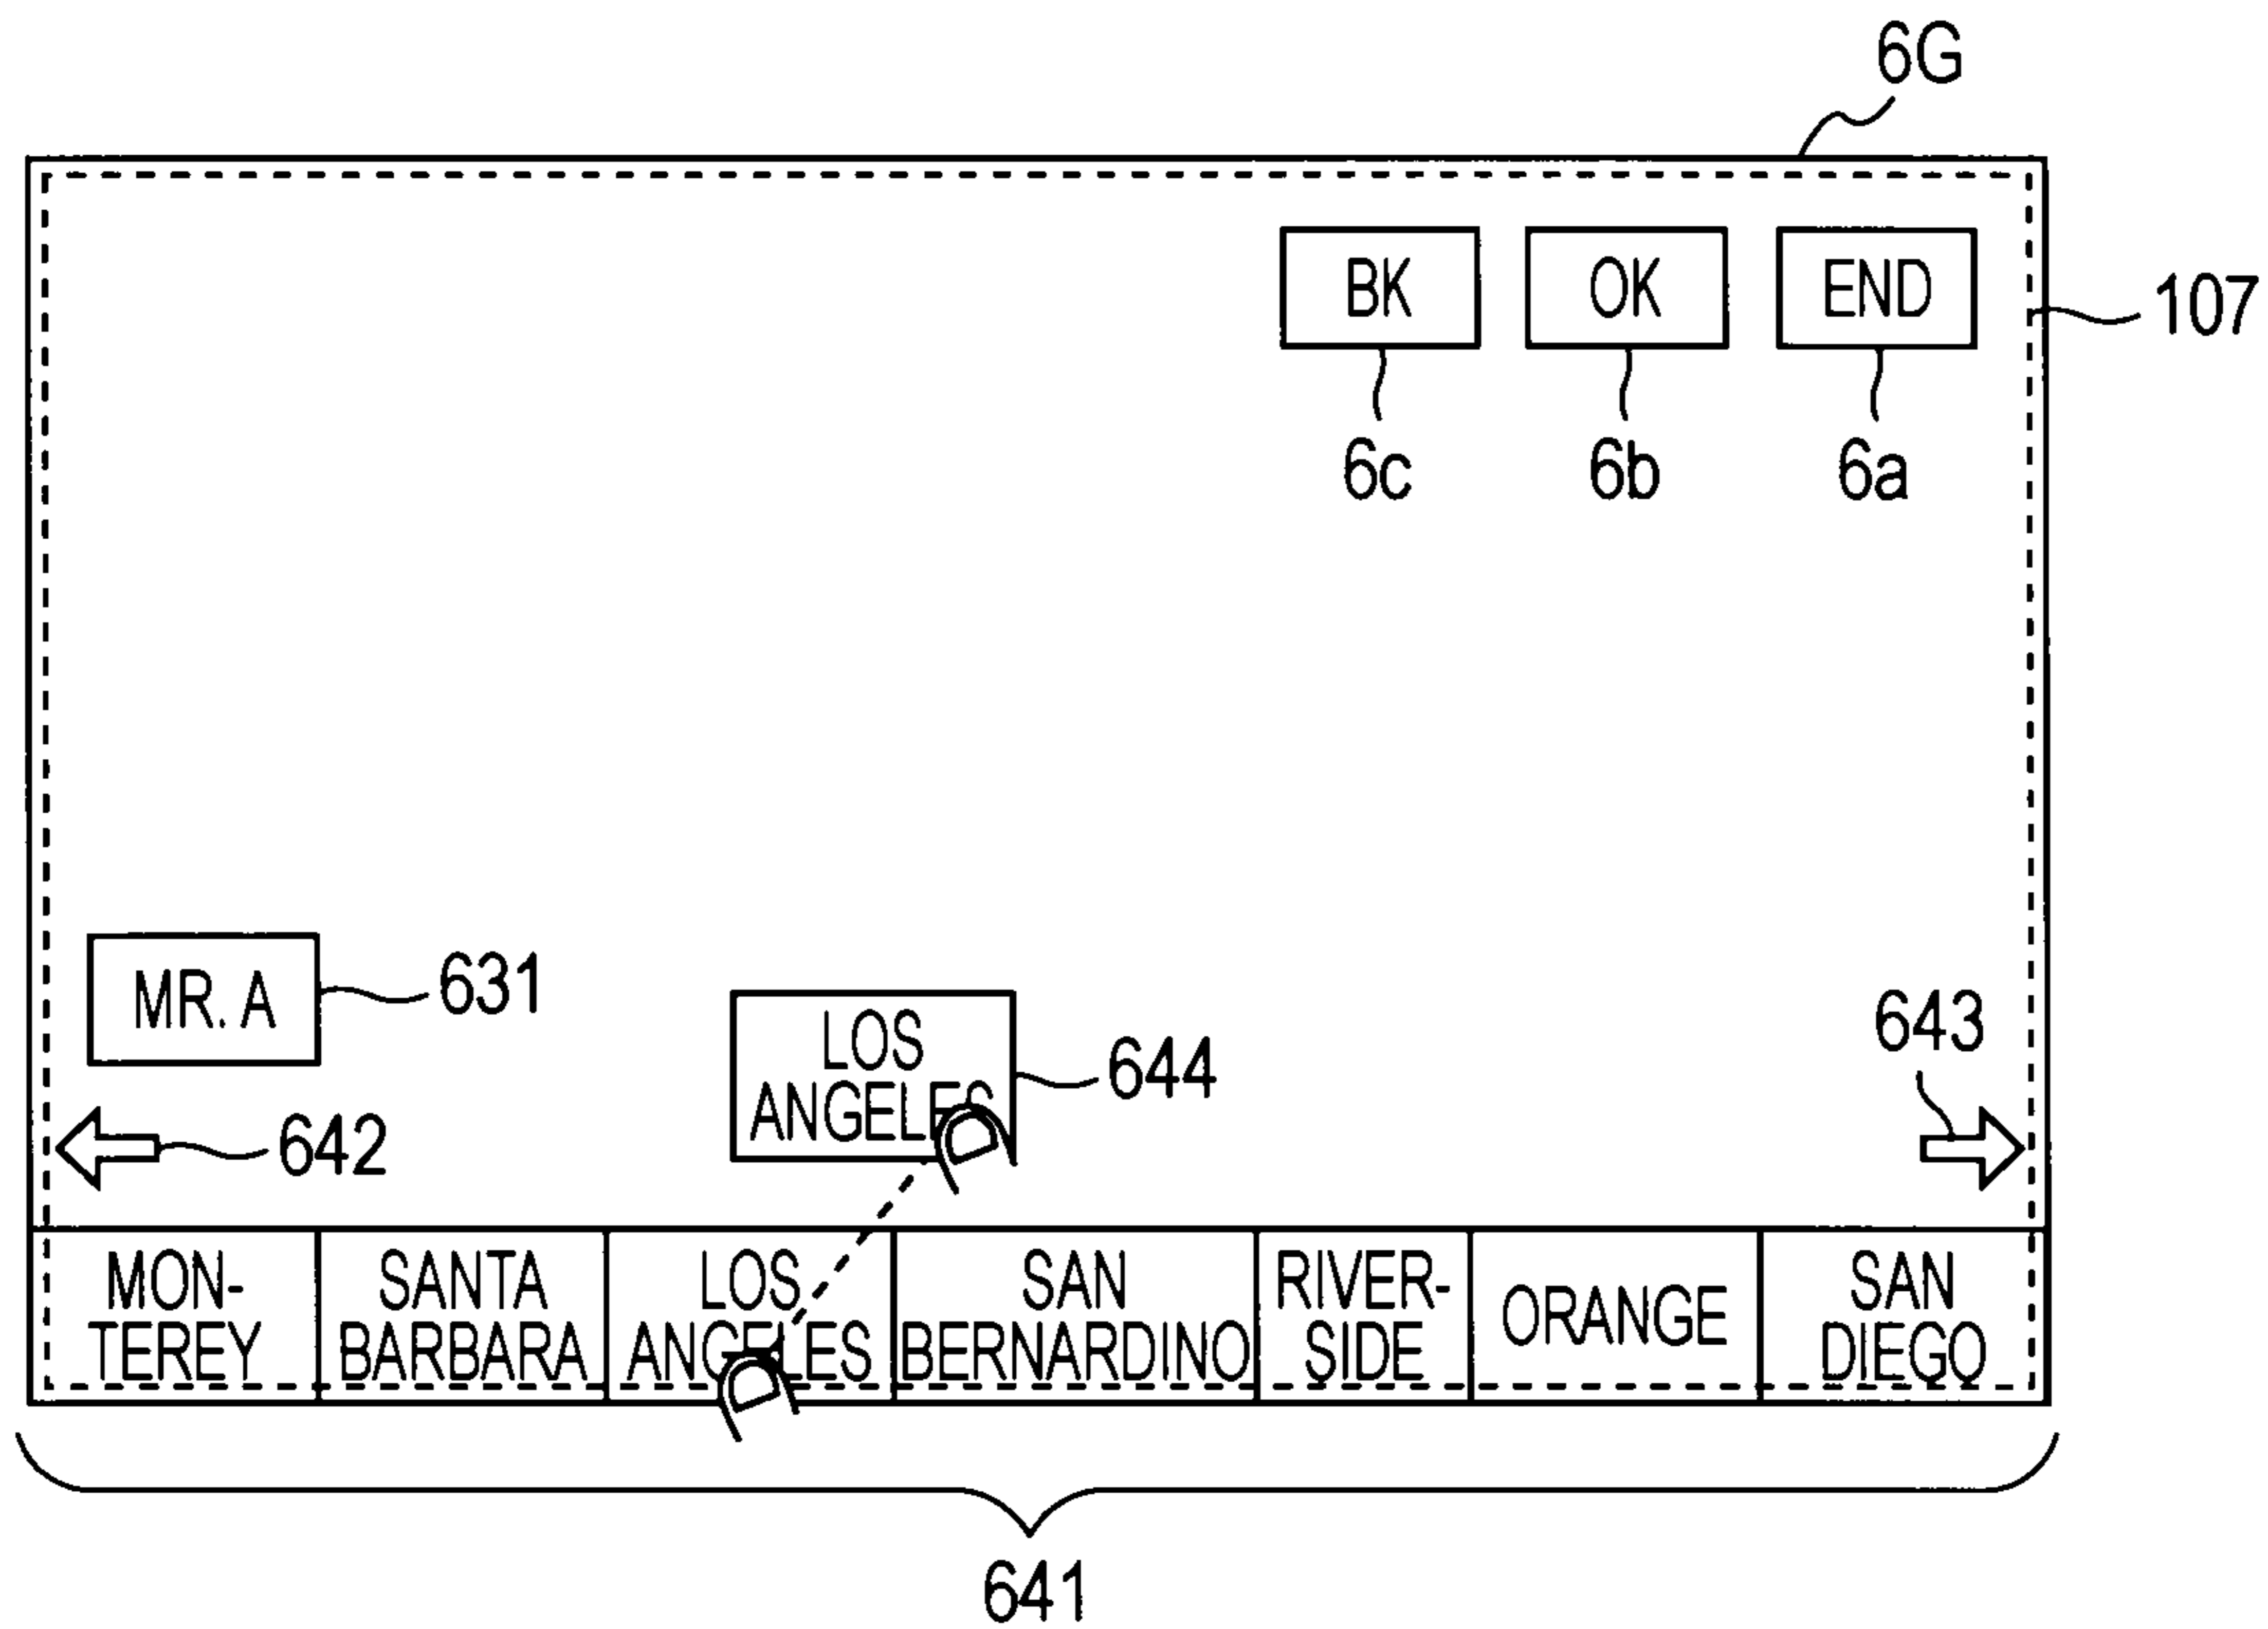 6G
BK
OK
END
107
6c
6b
6a
MR. A
631
LOS
ANGELES
644
643
642
MON-
TEREY
SANTA
BARBARA
LOS
ANGELES
SAN
BERNARDINO
RIVER-
SIDE
ORANGE
SAN
DIEGO
641